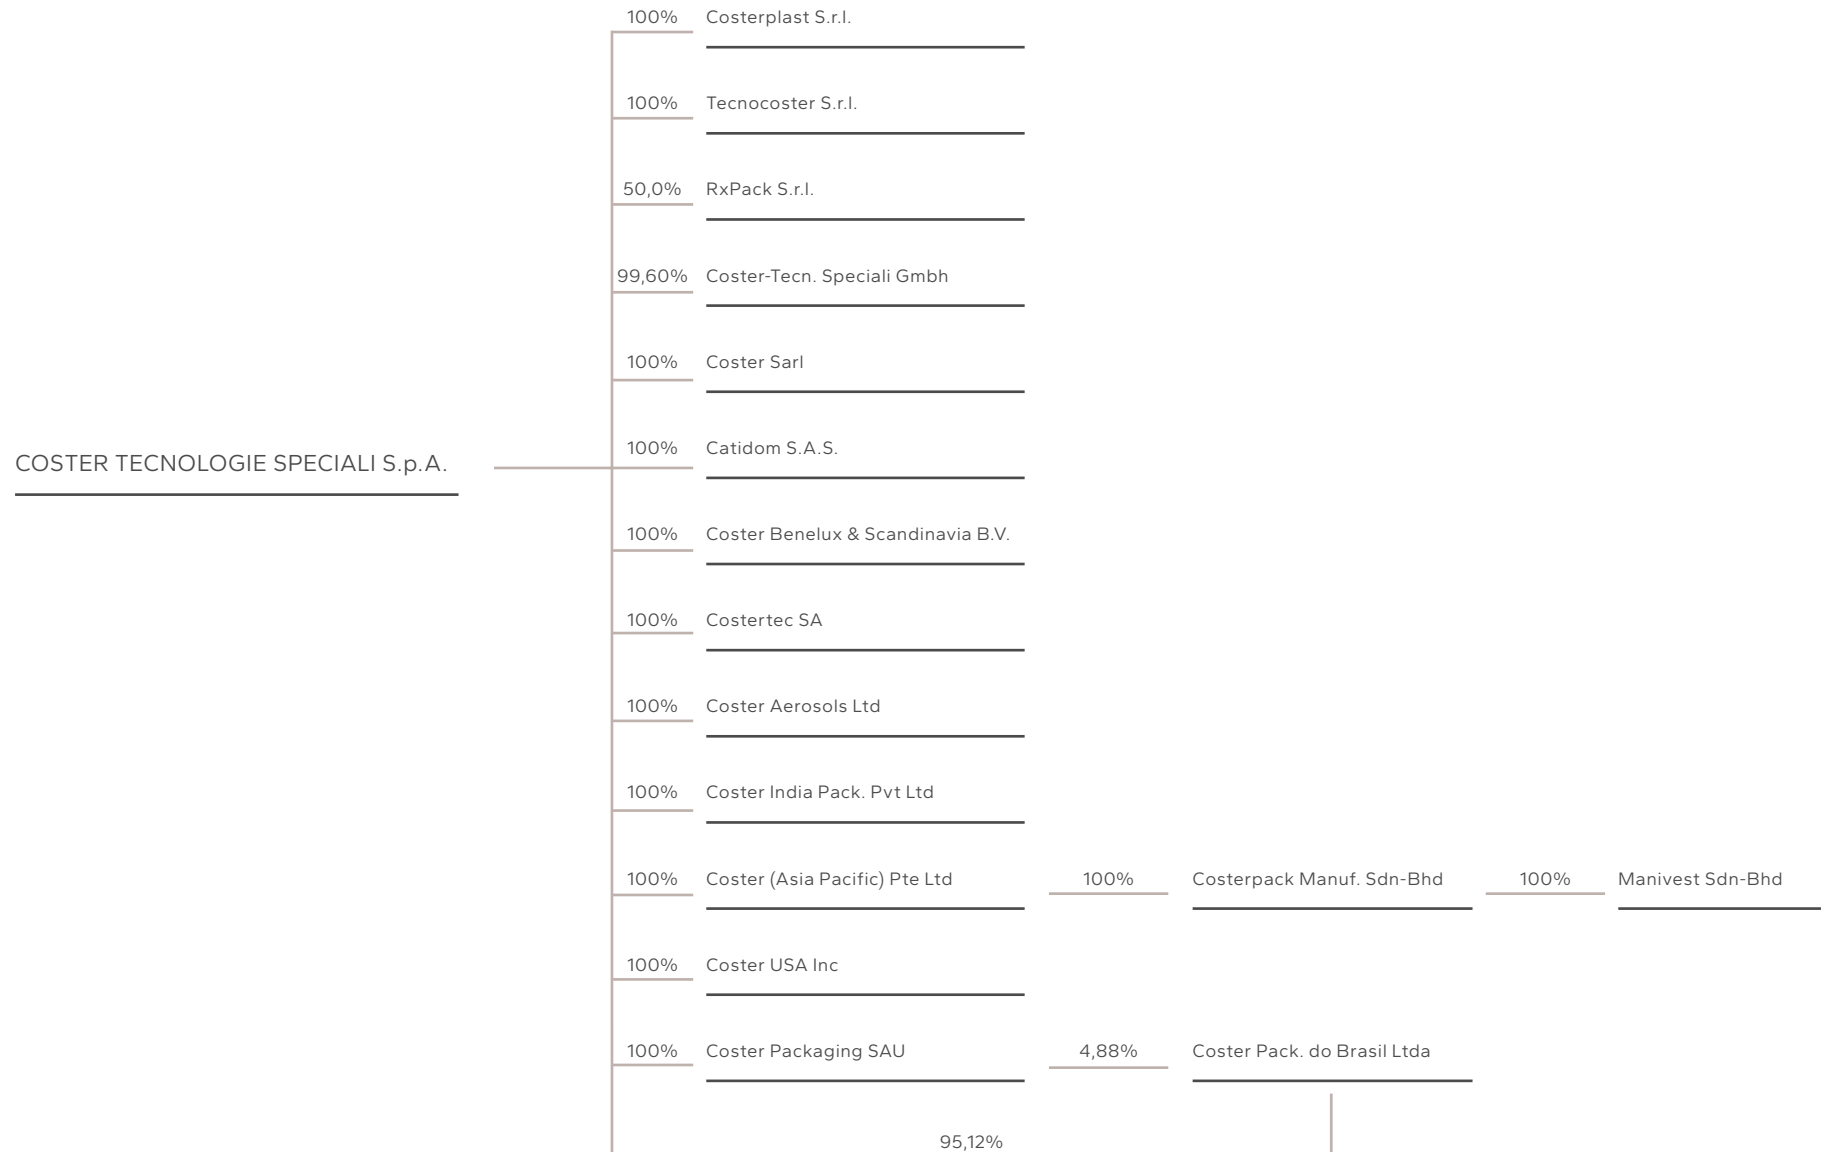 100% Costerplast S.r.l.
100% Tecnocoster S.r.l.
50,0% RxPack S.r.l.
99,60% Coster-Tecn. Speciali Gmbh
100% Coster Sarl
100% Catidom S.A.S.
COSTER TECNOLOGIE SPECIALI S.p.A.
100% Coster Benelux & Scandinavia B.V.
100% Costertec SA
100% Coster Aerosols Ltd
100% Coster India Pack. Pvt Ltd
100% Coster (Asia Pacific) Pte Ltd 100% Costerpack Manuf. Sdn-Bhd 100% Manivest Sdn-Bhd
100% Coster USA Inc
100% Coster Packaging SAU 4,88% Coster Pack. do Brasil Ltda
95,12%